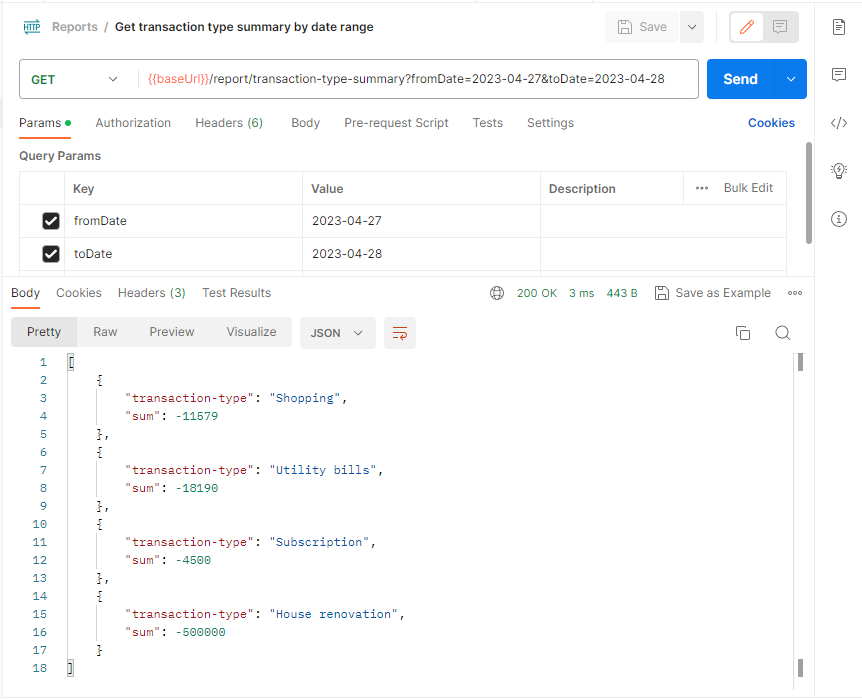 HTTP Reports / Get transaction type summary by date range Save
GET {{baseUrl}}/report/transaction-type-summary?fromDate=2023-04-27&toDate=2023-04-28 Send
Params Authorization Headers (6) Body Pre-request Script Tests Settings Cookies
Query Params
Key Value Description ••• Bulk Edit
fromDate 2023-04-27
toDate 2023-04-28
Body Cookies Headers (3) Test Results 200 OK 3 ms 443 B Save as Example
Pretty Raw Preview Visualize JSON
1 [
2 {
3 "transaction-type": "Shopping",
4 "sum": -11579
5 },
6 {
7 "transaction-type": "Utility bills",
8 "sum": -18190
9 },
10 {
11 "transaction-type": "Subscription",
12 "sum": -4500
13 },
14 {
15 "transaction-type": "House renovation",
16 "sum": -500000
17 }
18 ]